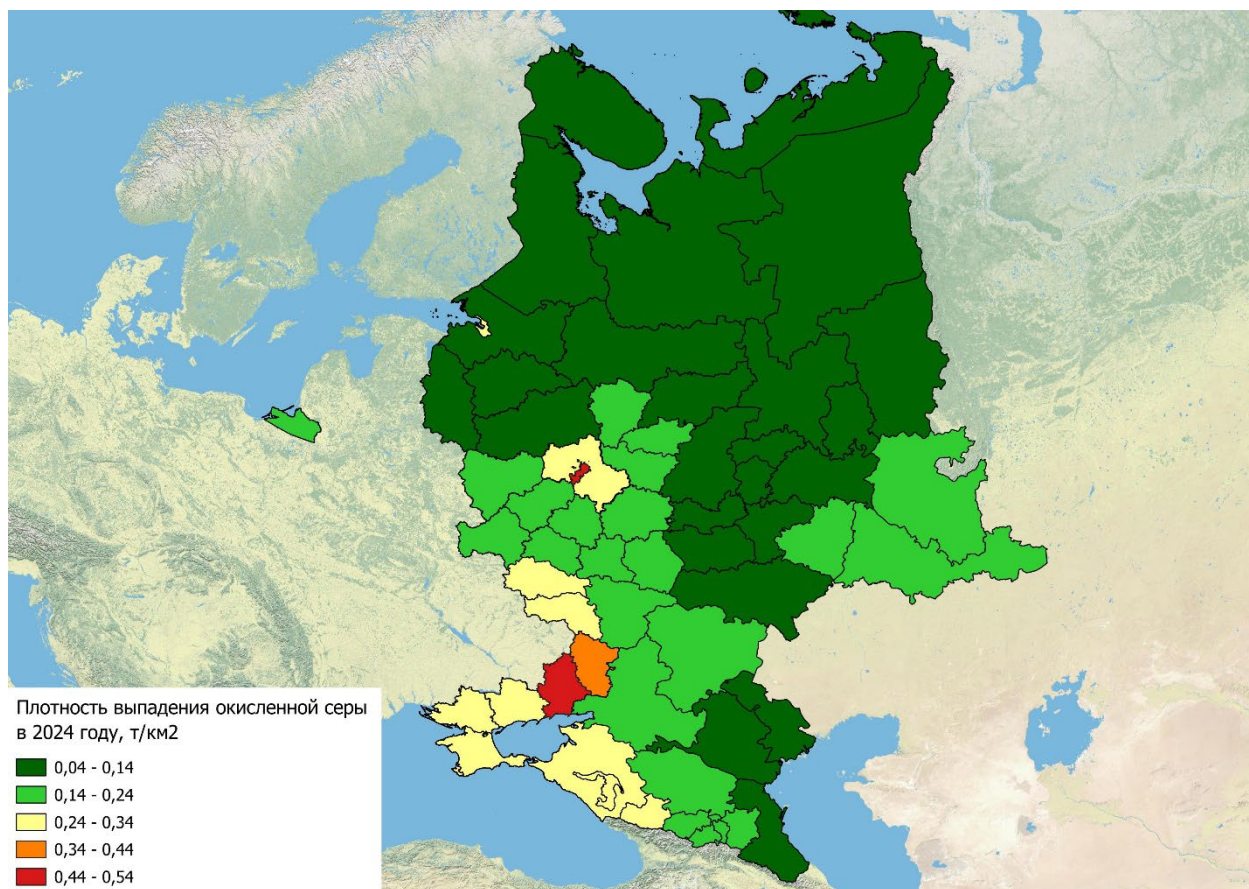 Плотность выпадения окисленной серы
в 2024 году, т/км2
0,04 - 0,14
0,14 - 0,24
0,24 - 0,34
0,34 - 0,44
0,44 - 0,54